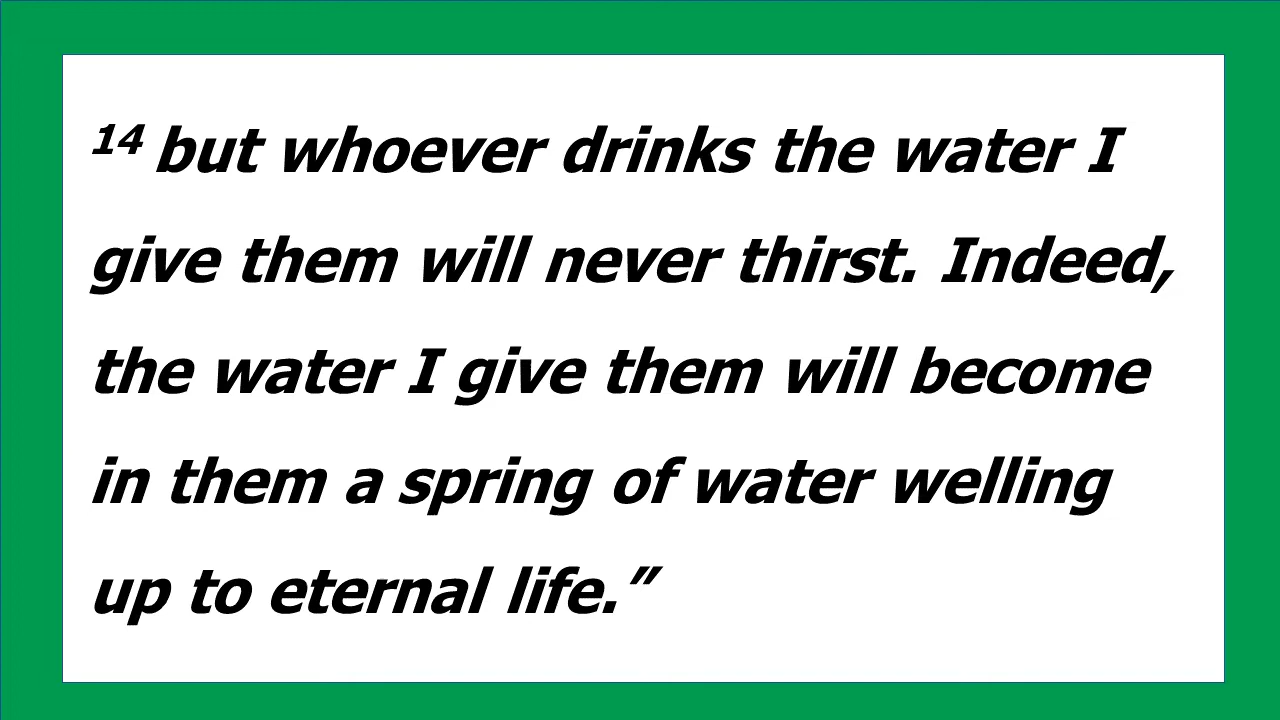 14 but whoever drinks the water I
give them will never thirst. Indeed,
the water I give them will become
in them a spring of water welling
up to eternal life.”